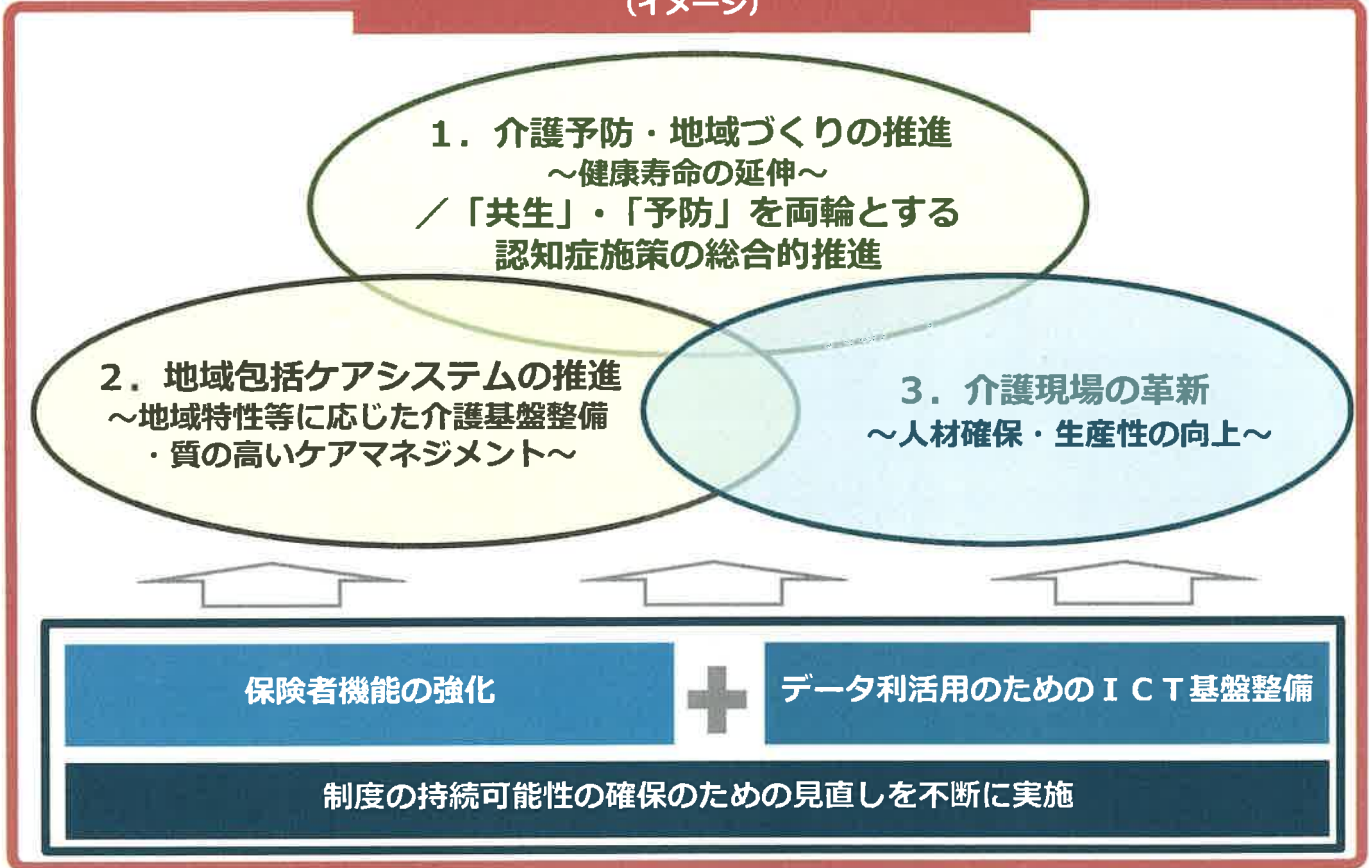 (イメージ)
1．介護予防・地域づくりの推進
～健康寿命の延伸～
／「共生」・「予防」を両輪とする
認知症施策の総合的推進
2．地域包括ケアシステムの推進
～地域特性等に応じた介護基盤整備
・質の高いケアマネジメント～
3．介護現場の革新
～人材確保・生産性の向上～
保険者機能の強化
データ利活用のためのＩＣＴ基盤整備
制度の持続可能性の確保のための見直しを不断に実施